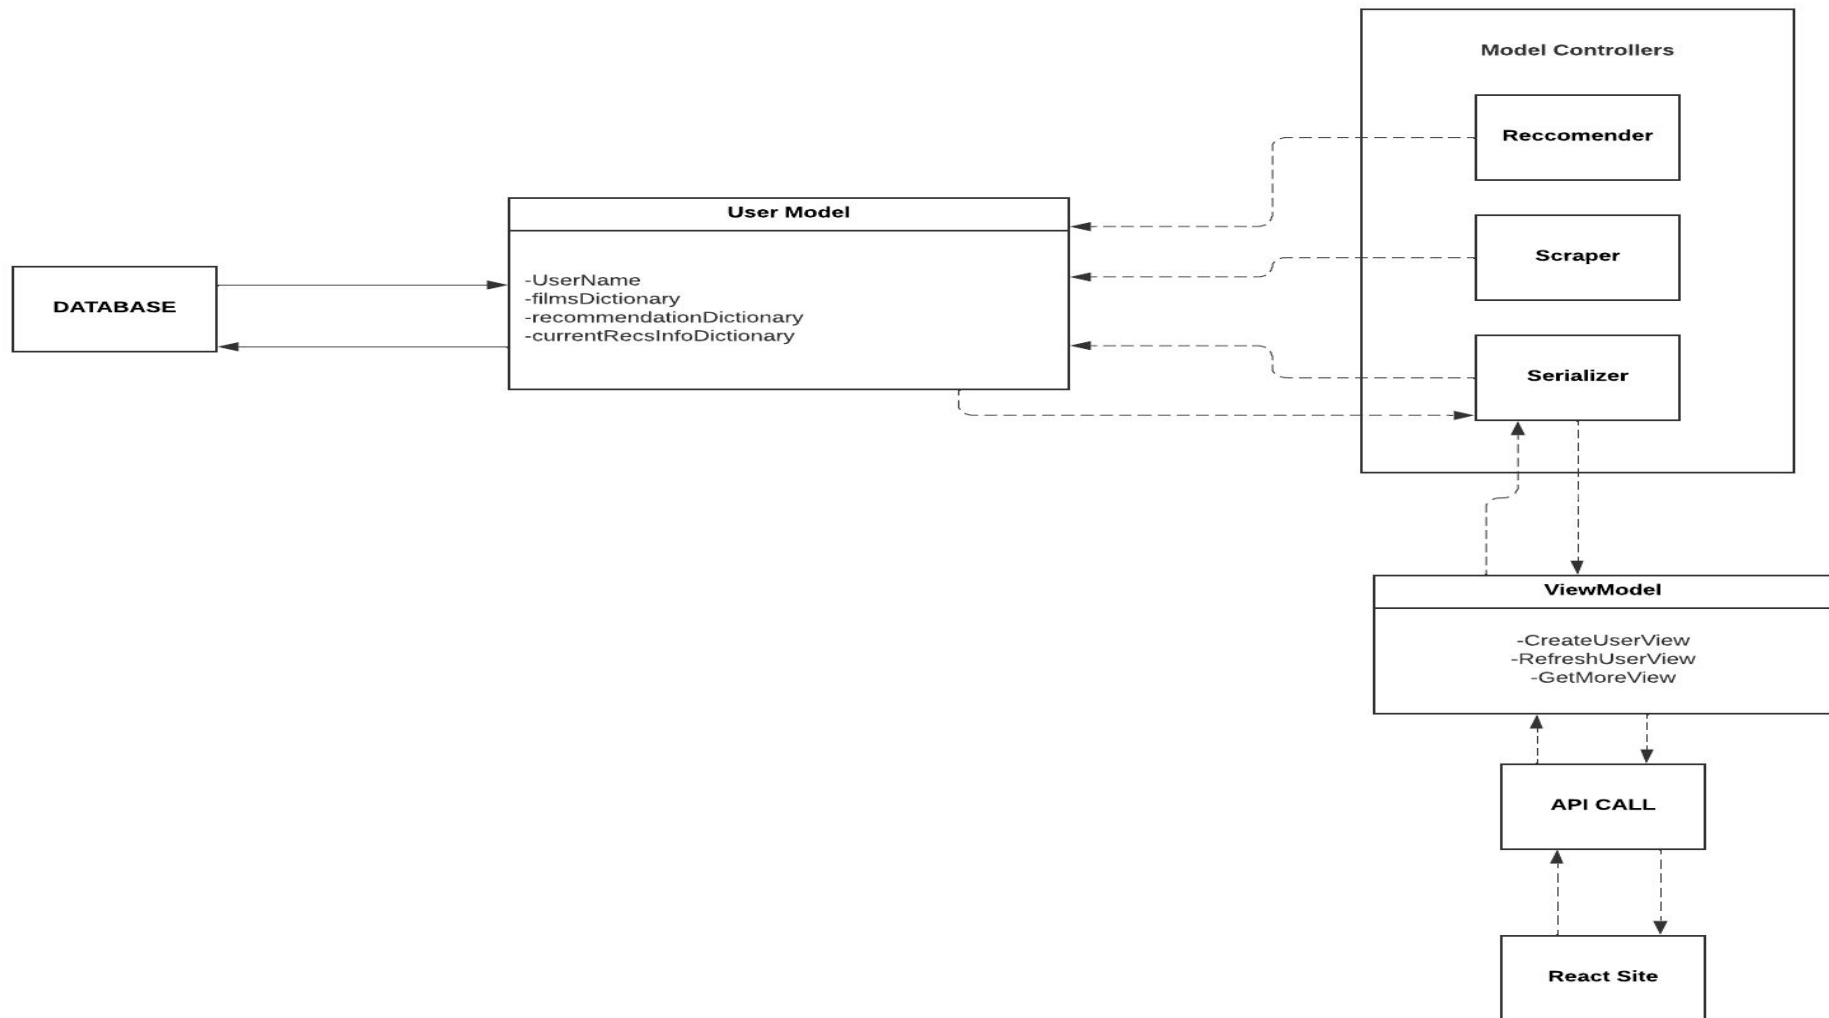 Model Controllers
Reccomender
Scraper
Serializer
User Model
-UserName
-filmsDictionary
-recommendationDictionary
-currentRecsInfoDictionary
DATABASE
ViewModel
-CreateUserView
-RefreshUserView
-GetMoreView
API CALL
React Site